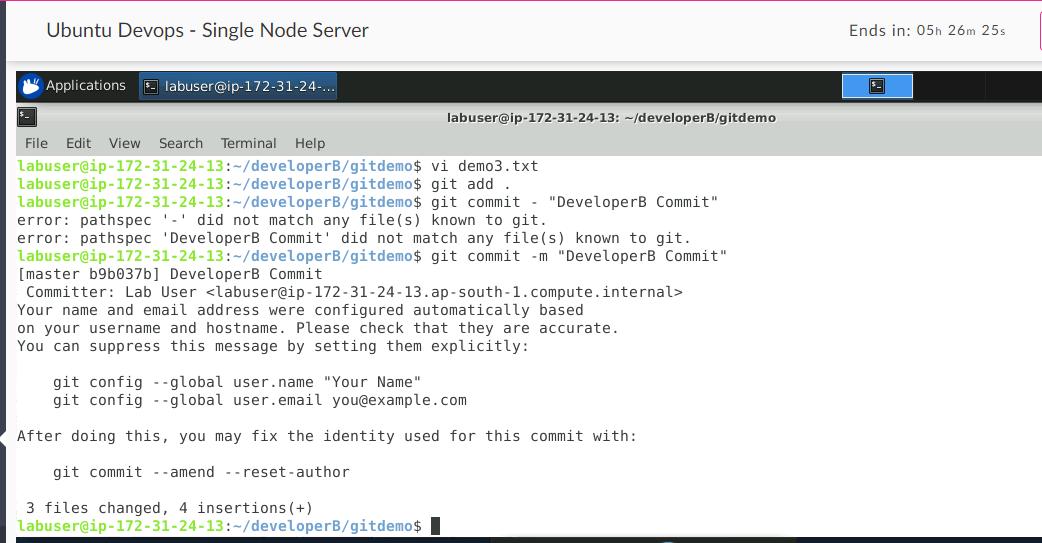 Ubuntu Devops - Single Node Server
Ends in: 05h 26m 25s
Applications
labuser@ip-172-31-24-...
labuser@ip-172-31-24-13: ~/developerB/gitdemo
File Edit View Search Terminal Help
labuser@ip-172-31-24-13:~/developerB/gitdemo$ vi demo3.txt
labuser@ip-172-31-24-13:~/developerB/gitdemo$ git add .
labuser@ip-172-31-24-13:~/developerB/gitdemo$ git commit - "DeveloperB Commit"
error: pathspec '-' did not match any file(s) known to git.
error: pathspec 'DeveloperB Commit' did not match any file(s) known to git.
labuser@ip-172-31-24-13:~/developerB/gitdemo$ git commit -m "DeveloperB Commit"
[master b9b037b] DeveloperB Commit
 Committer: Lab User <labuser@ip-172-31-24-13.ap-south-1.compute.internal>
Your name and email address were configured automatically based
on your username and hostname. Please check that they are accurate.
You can suppress this message by setting them explicitly:
    git config --global user.name "Your Name"
    git config --global user.email you@example.com
After doing this, you may fix the identity used for this commit with:
    git commit --amend --reset-author
 3 files changed, 4 insertions(+)
labuser@ip-172-31-24-13:~/developerB/gitdemo$